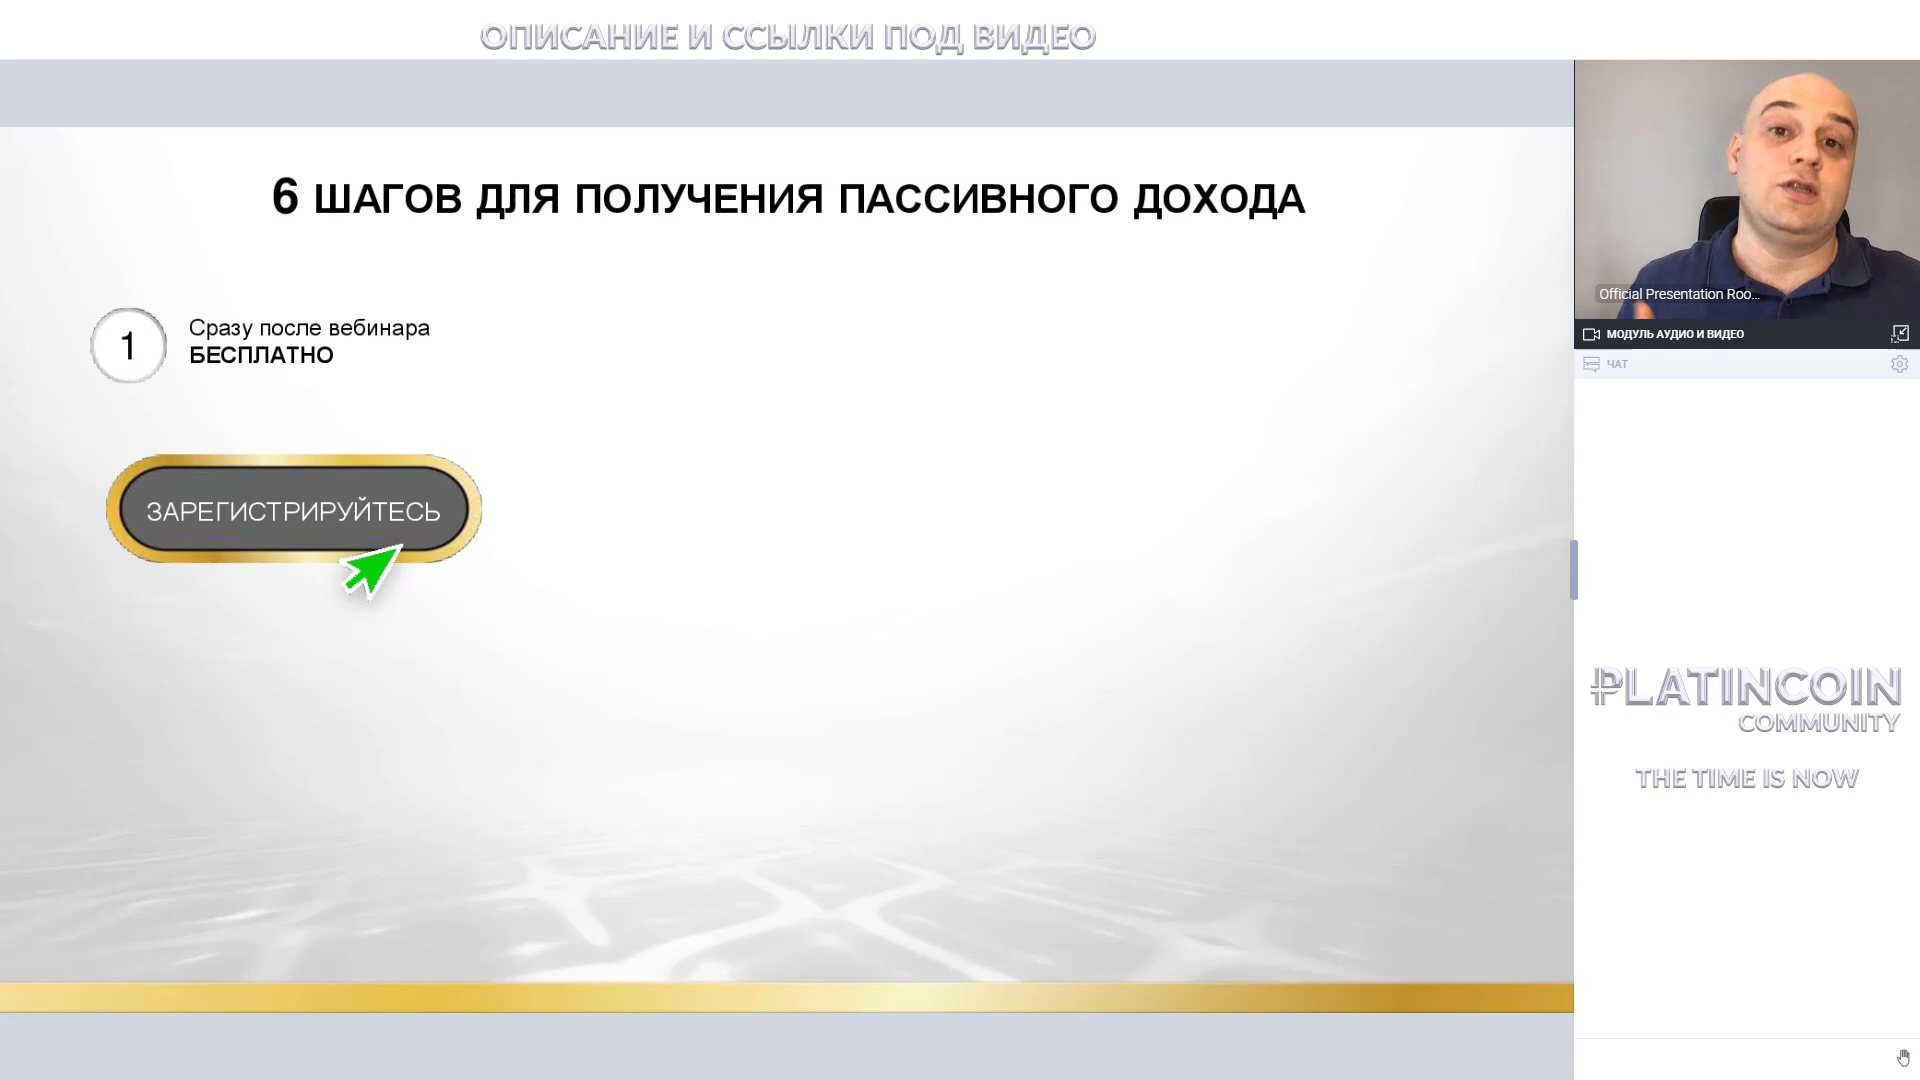 ОПИСАНИЕ И ССЫЛКИ ПОД ВИДЕО
6 ШАГОВ ДЛЯ ПОЛУЧЕНИЯ ПАССИВНОГО ДОХОДА
1
Сразу после вебинара
БЕСПЛАТНО
ЗАРЕГИСТРИРУЙТЕСЬ
Official Presentation Roo...
МОДУЛЬ АУДИО И ВИДЕО
ЧАТ
PLATINCOIN
COMMUNITY
THE TIME IS NOW